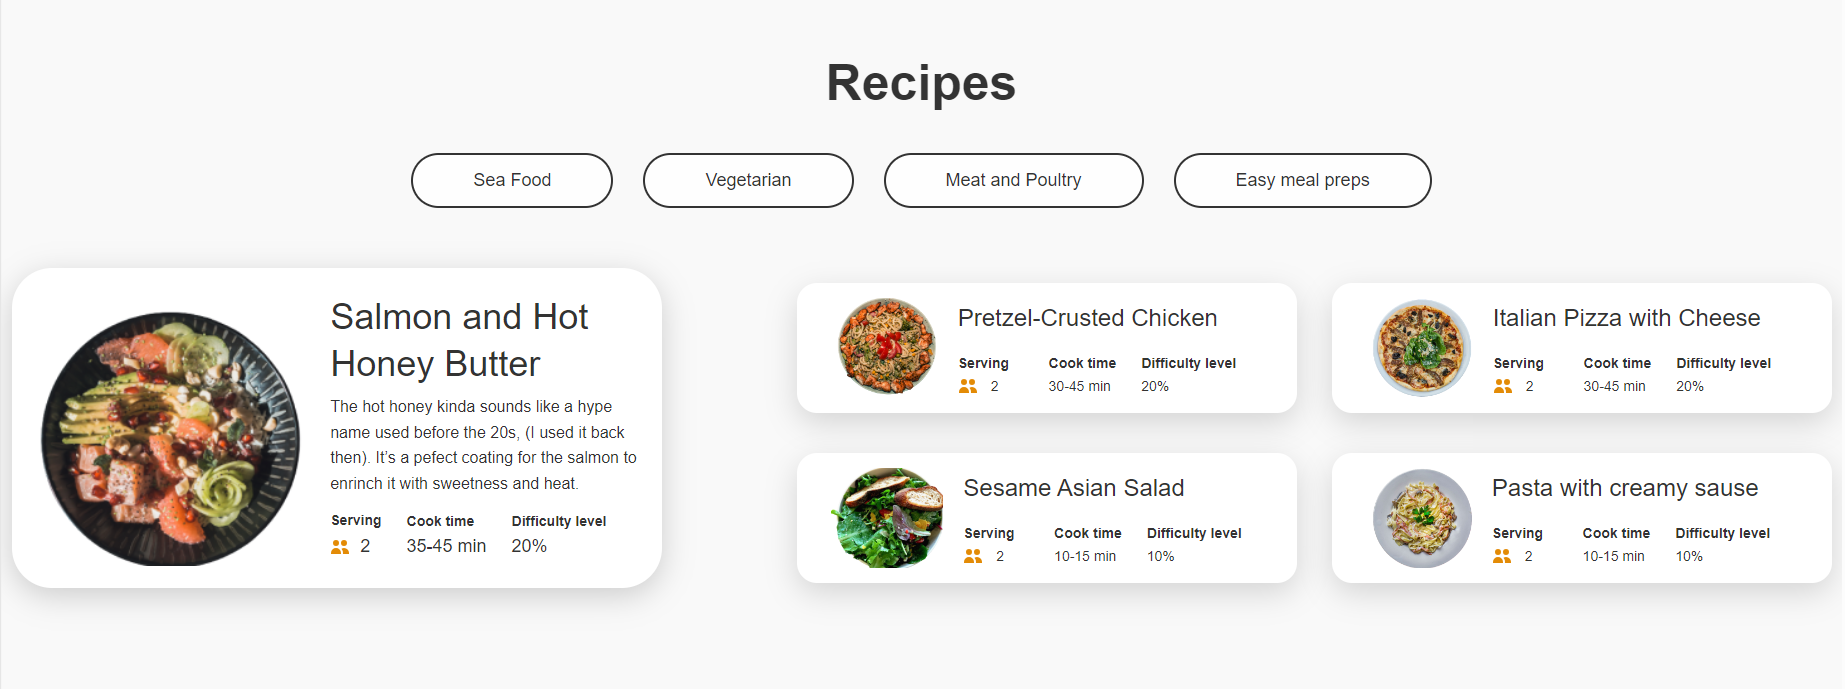 Recipes
Sea Food
Vegetarian
Meat and Poultry
Easy meal preps
Salmon and Hot
Honey Butter
The hot honey kinda sounds like a hype
name used before the 20s, (I used it back
then). It’s a pefect coating for the salmon to
enrinch it with sweetness and heat.
Serving Cook time Difficulty level
2 35-45 min 20%
Pretzel-Crusted Chicken
Serving Cook time Difficulty level
2 30-45 min 20%
Italian Pizza with Cheese
Serving Cook time Difficulty level
2 30-45 min 20%
Sesame Asian Salad
Serving Cook time Difficulty level
2 10-15 min 10%
Pasta with creamy sause
Serving Cook time Difficulty level
2 10-15 min 10%